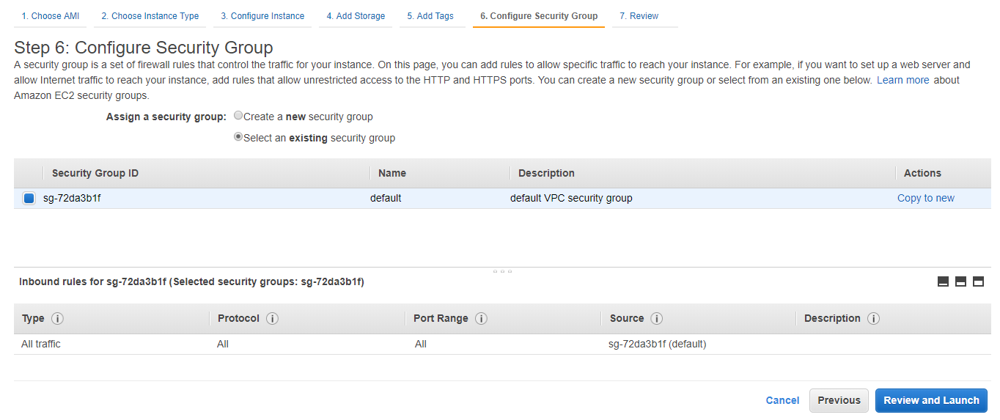 1. Choose AMI 2. Choose Instance Type 3. Configure Instance 4. Add Storage 5. Add Tags 6. Configure Security Group 7. Review
Step 6: Configure Security Group
A security group is a set of firewall rules that control the traffic for your instance. On this page, you can add rules to allow specific traffic to reach your instance. For example, if you want to set up a web server and
allow Internet traffic to reach your instance, add rules that allow unrestricted access to the HTTP and HTTPS ports. You can create a new security group or select from an existing one below. Learn more about
Amazon EC2 security groups.
Assign a security group: Create a new security group
Select an existing security group
Security Group ID Name Description Actions
sg-72da3b1f default default VPC security group Copy to new
Inbound rules for sg-72da3b1f (Selected security groups: sg-72da3b1f)
Type i Protocol i Port Range i Source i Description i
All traffic All All sg-72da3b1f (default)
Cancel Previous Review and Launch